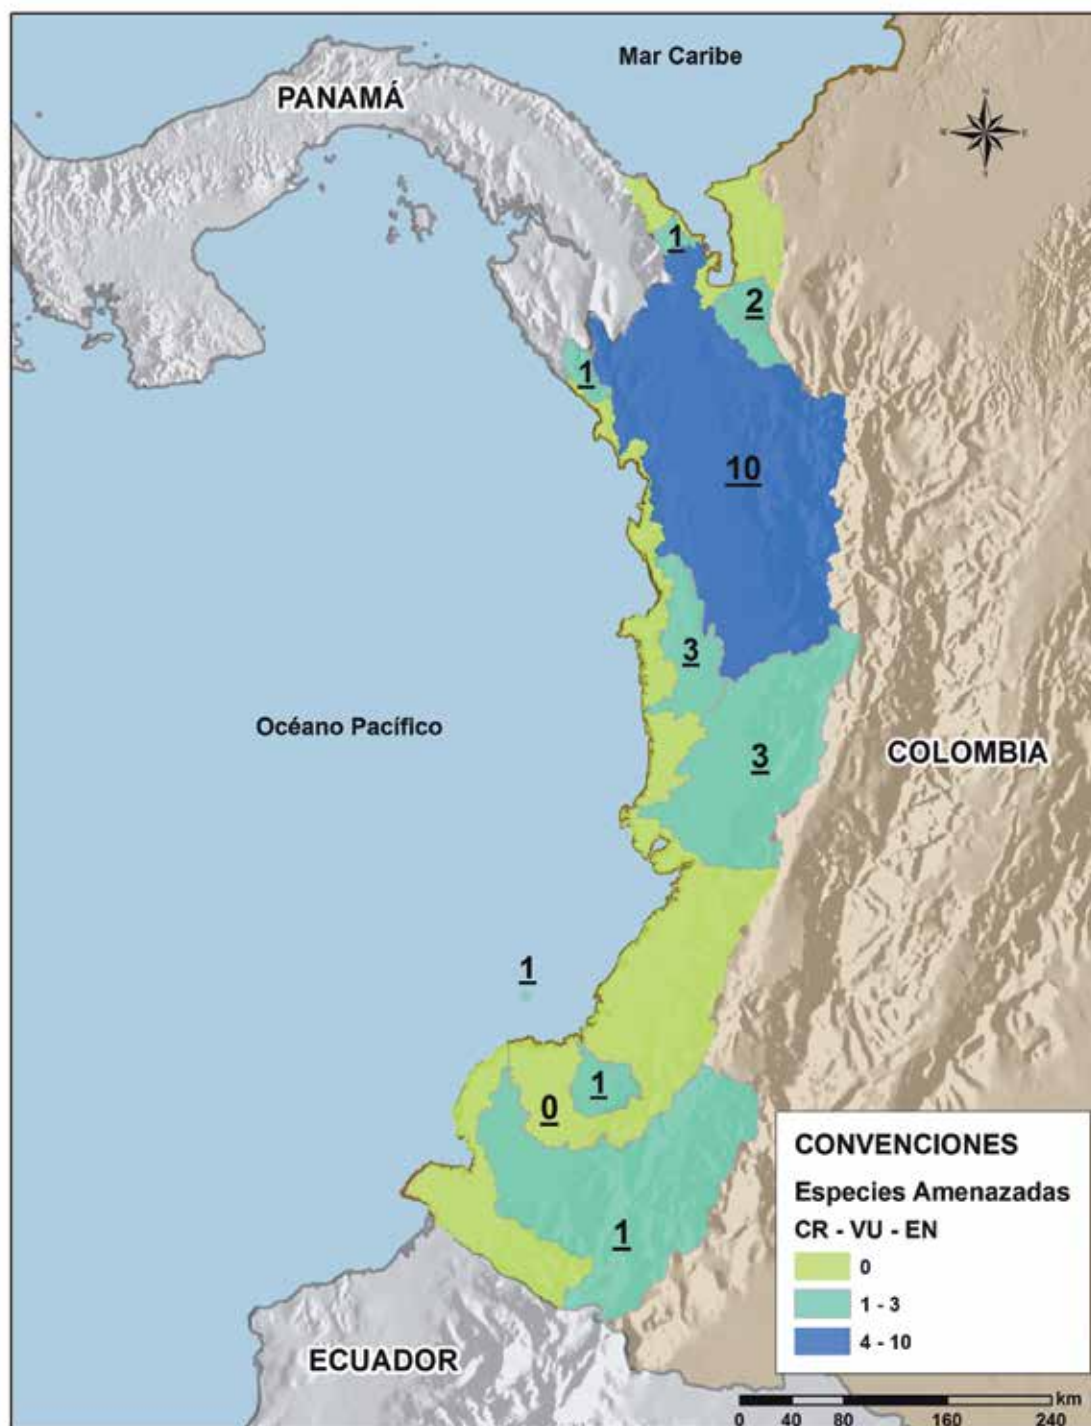 Mar Caribe
PANAMÁ
N
W
E
S
1
2
1
10
3
Océano Pacífico
COLOMBIA
3
1
1
0
CONVENCIONES
Especies Amenazadas
CR - VU - EN
0
1 - 3
4 - 10
1
ECUADOR
km
0 40 80 160 240